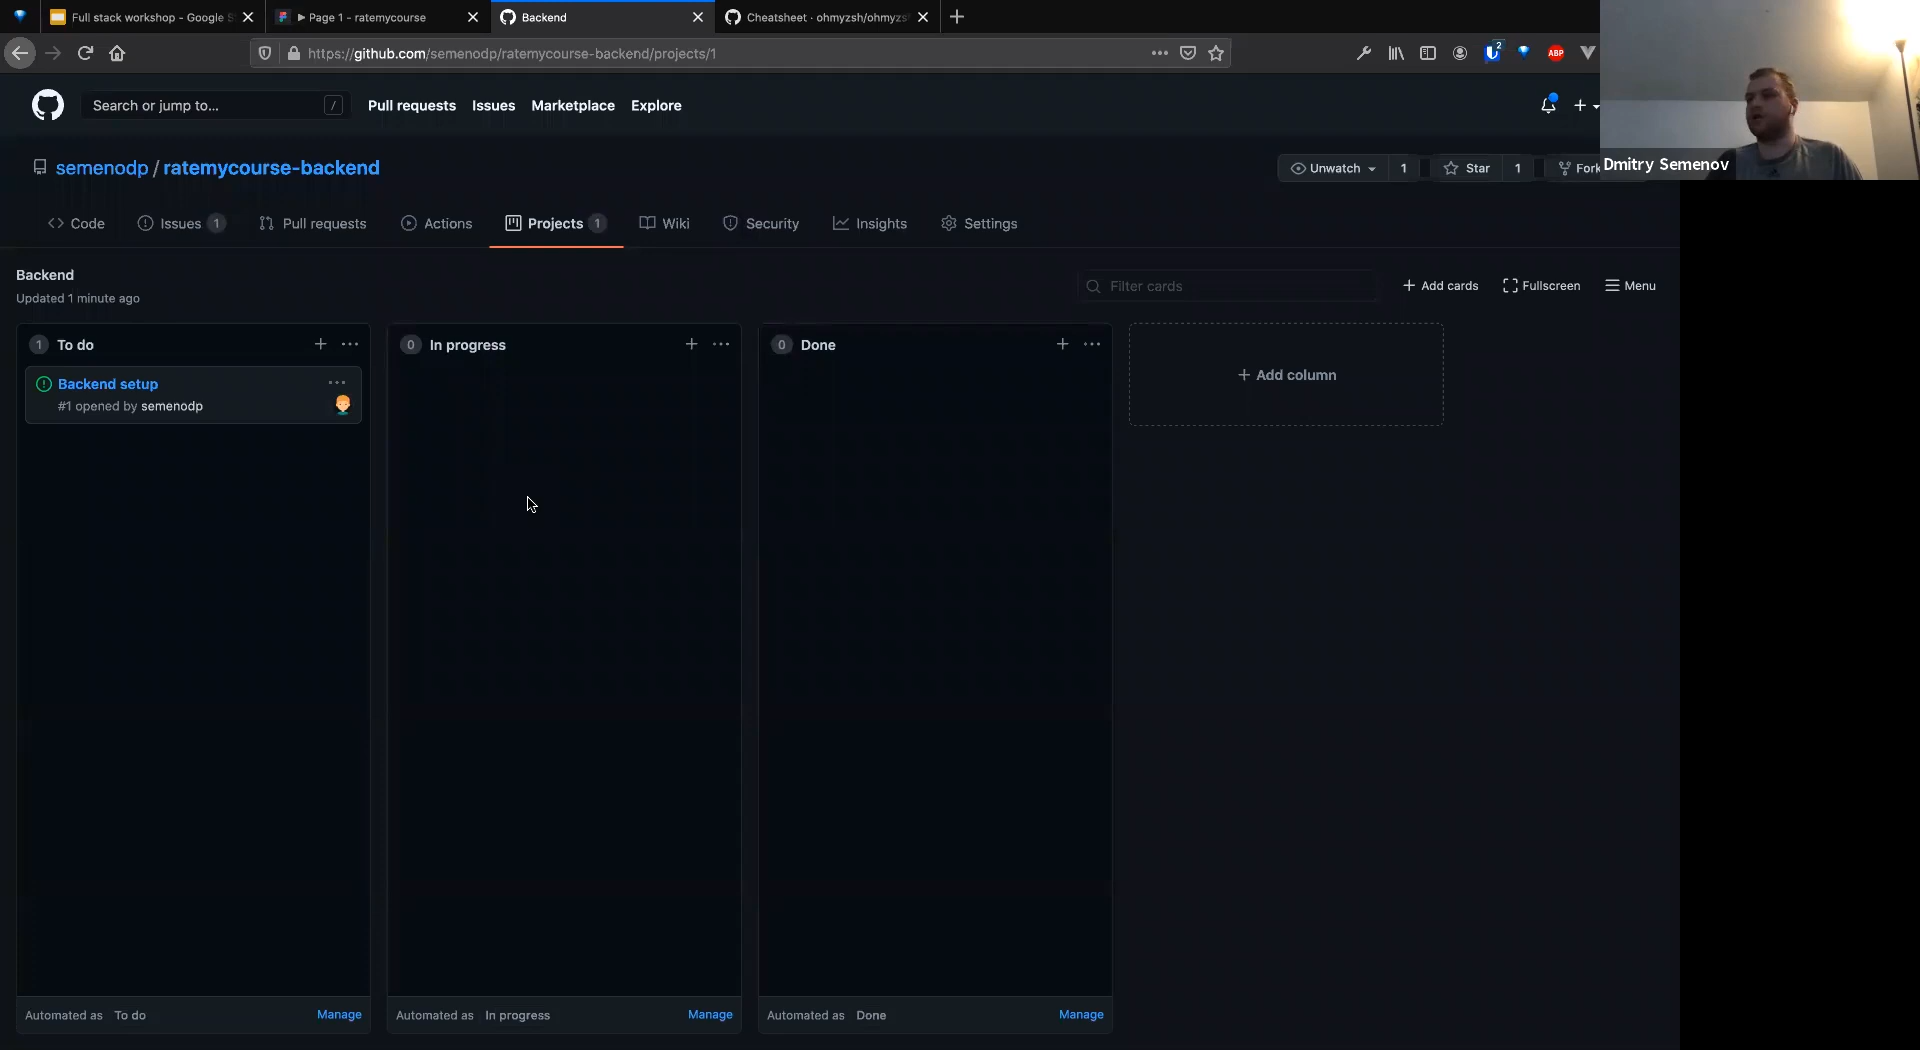 Full stack workshop - Google S
Page 1 - ratemycourse
Backend
Cheatsheet · ohmyzsh/ohmyzs
https://github.com/semenodp/ratemycourse-backend/projects/1
2
ABP
Search or jump to...
/
Pull requests
Issues
Marketplace
Explore
semenodp / ratemycourse-backend
Unwatch
1
Star
1
Fork
Dmitry Semenov
Code
Issues 1
Pull requests
Actions
Projects 1
Wiki
Security
Insights
Settings
Backend
Updated 1 minute ago
Filter cards
Add cards
Fullscreen
Menu
1 To do
0 In progress
0 Done
Add column
Backend setup
#1 opened by semenodp
Automated as To do
Manage
Automated as In progress
Manage
Automated as Done
Manage